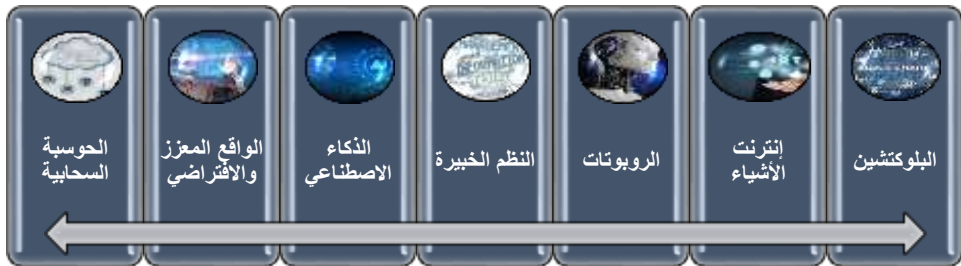 البلوكتشين
إنترنت
الأشياء
الروبوتات
النظم الخبيرة
الذكاء
الاصطناعي
الواقع المعزز
والافتراضي
الحوسبة
السحابية